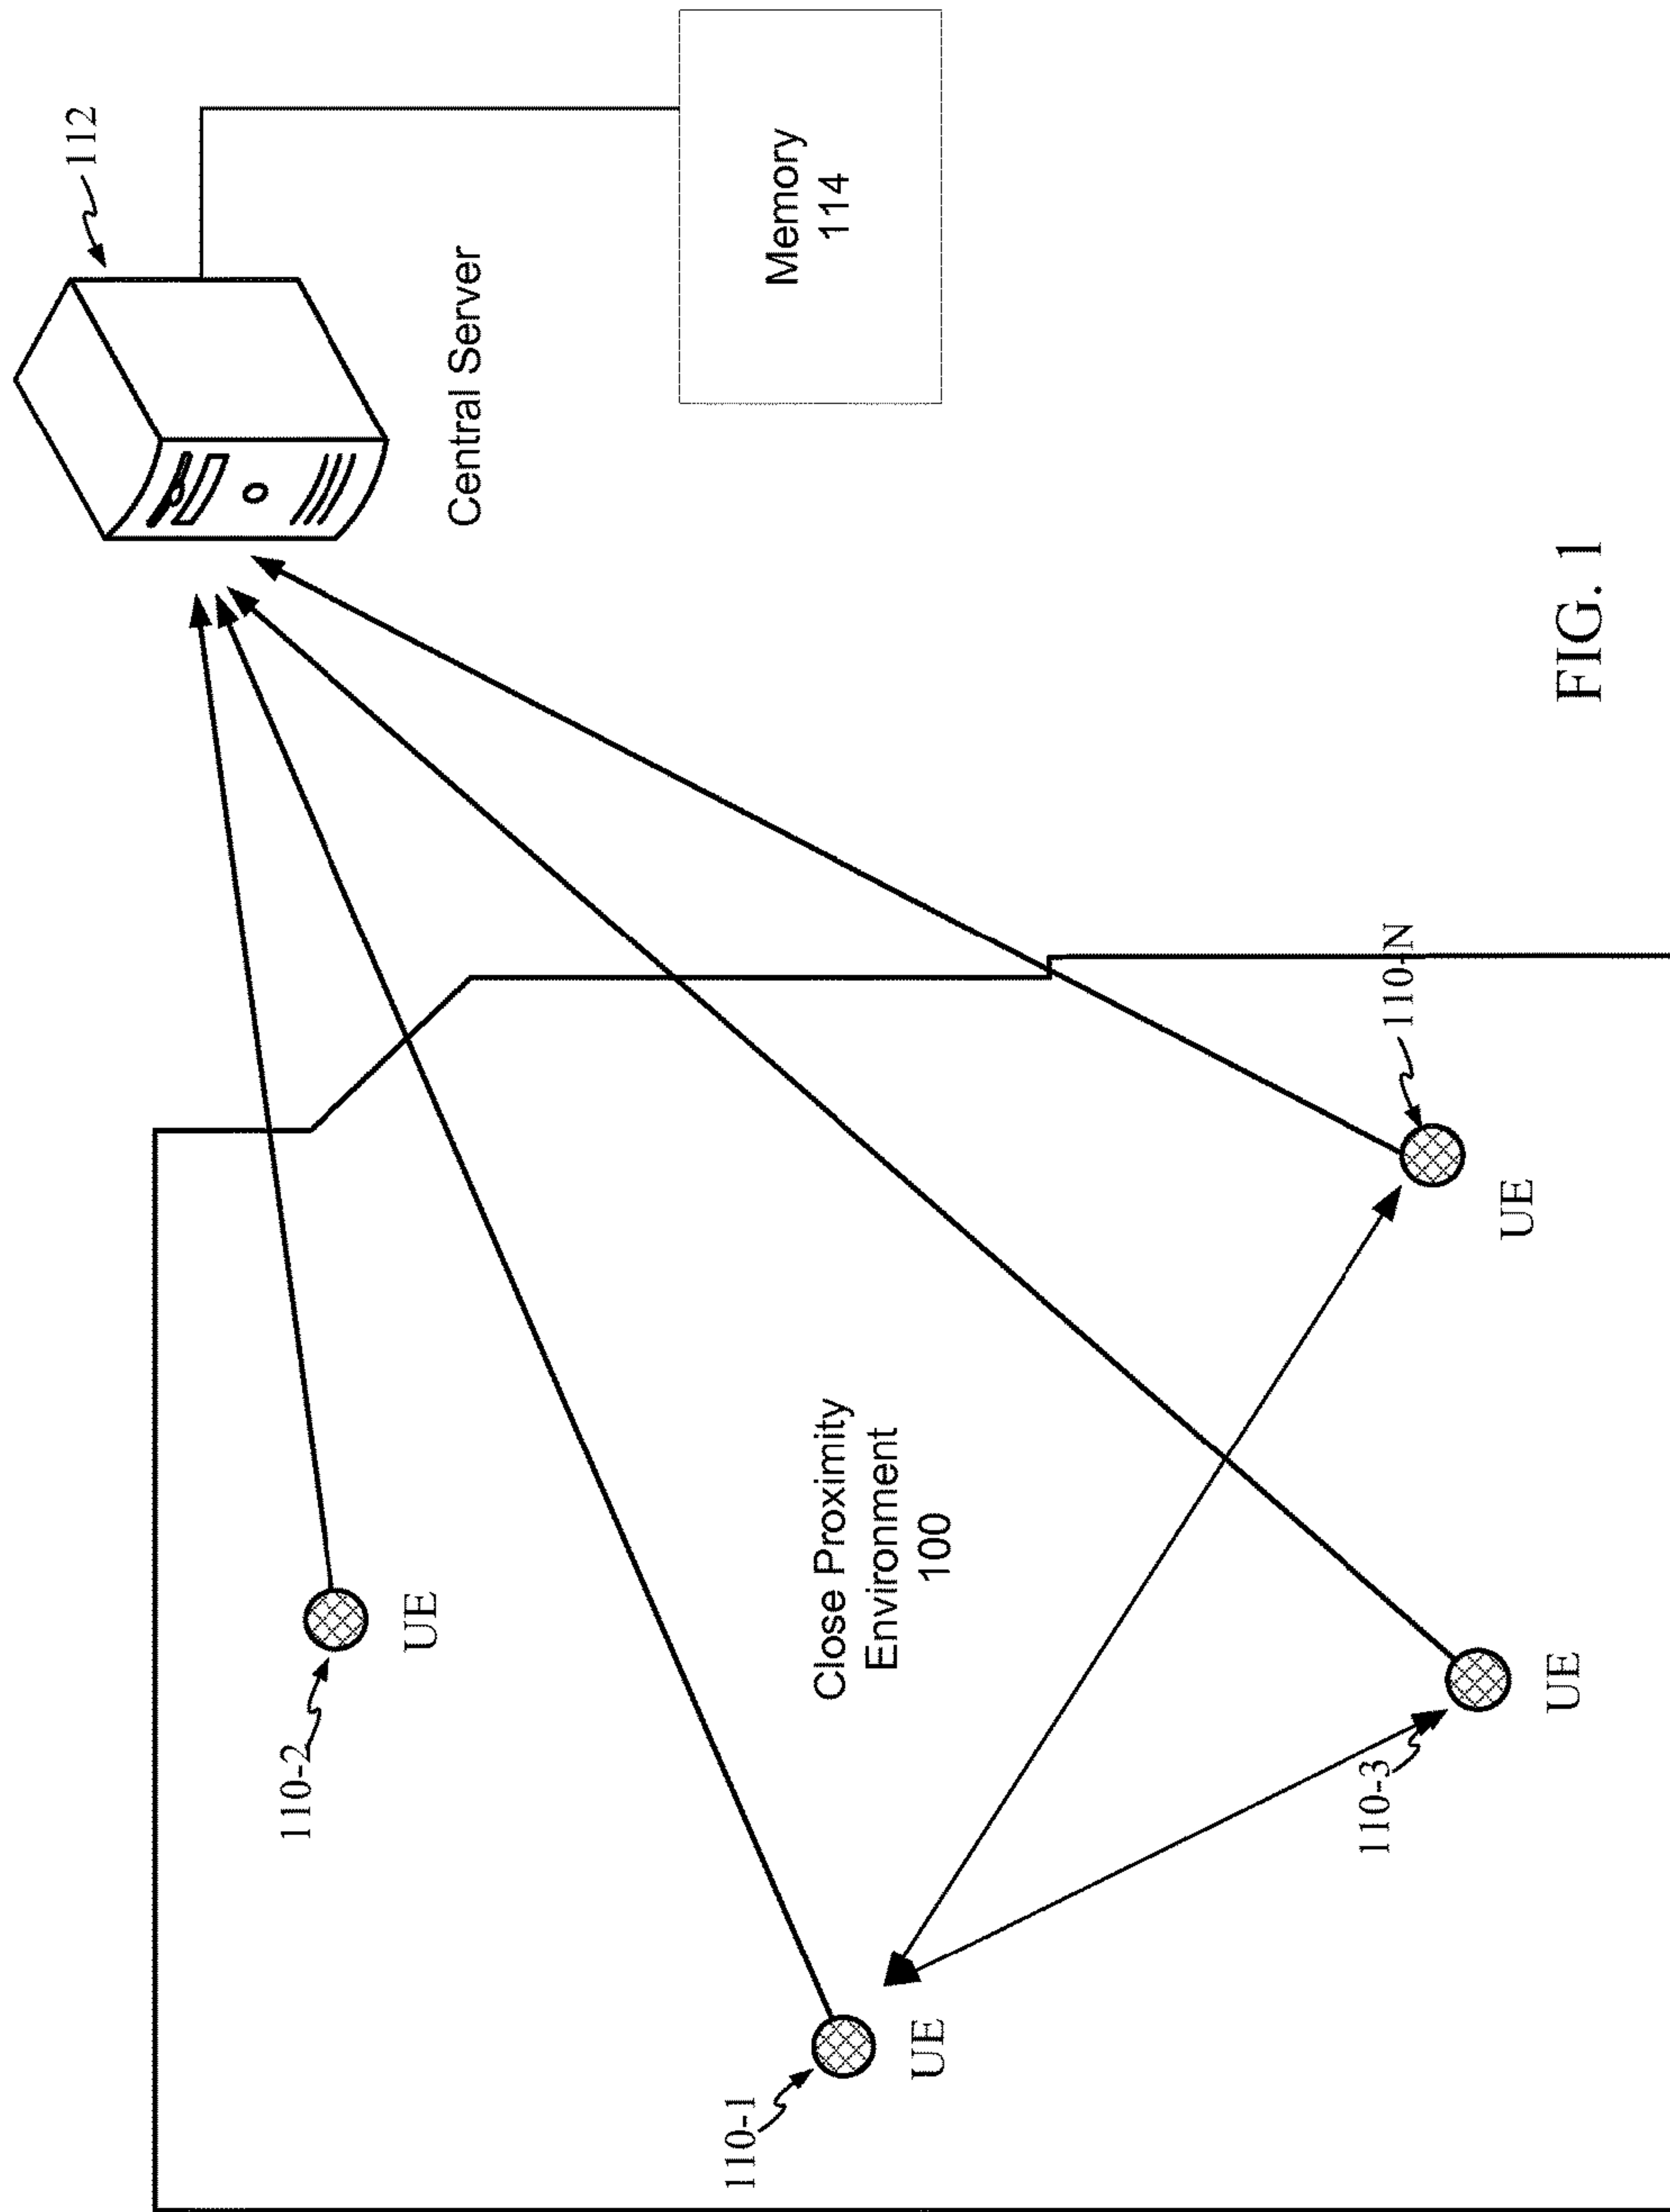 112
Central Server
Memory
114
110-2
UE
Close Proximity
Environment
100
110-1
UE
110-N
UE
110-3
UE
FIG. 1